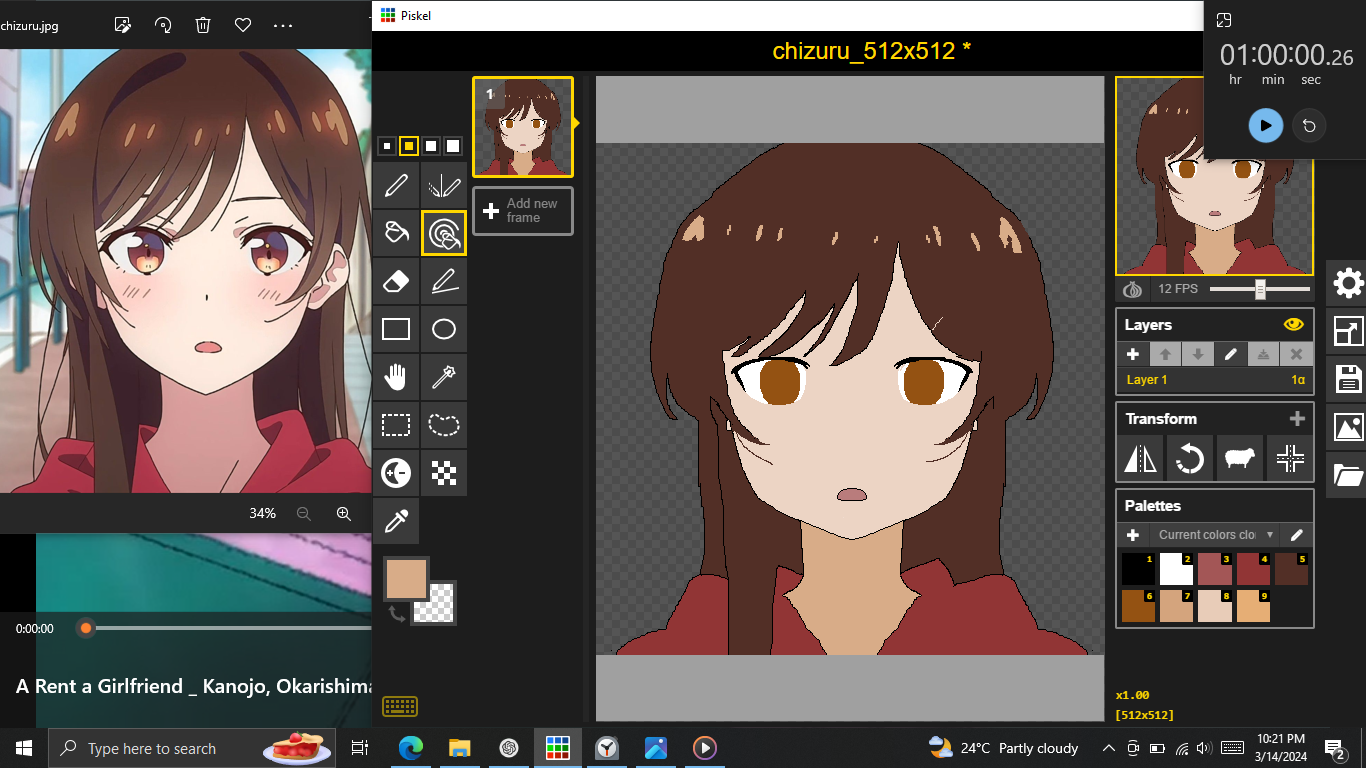 chizuru.jpg
Piskel
chizuru_512x512 *
01:00:00.26
hr min sec
1
Add new
frame
12 FPS
Layers
Layer 1 1α
Transform
34%
Palettes
Current colors clo
1 2 3 4 5
6 7 8 9
0:00:00
A Rent a Girlfriend _ Kanojo, Okarishima
x1.00
[512x512]
Type here to search
24°C Partly cloudy
10:21 PM
3/14/2024
2